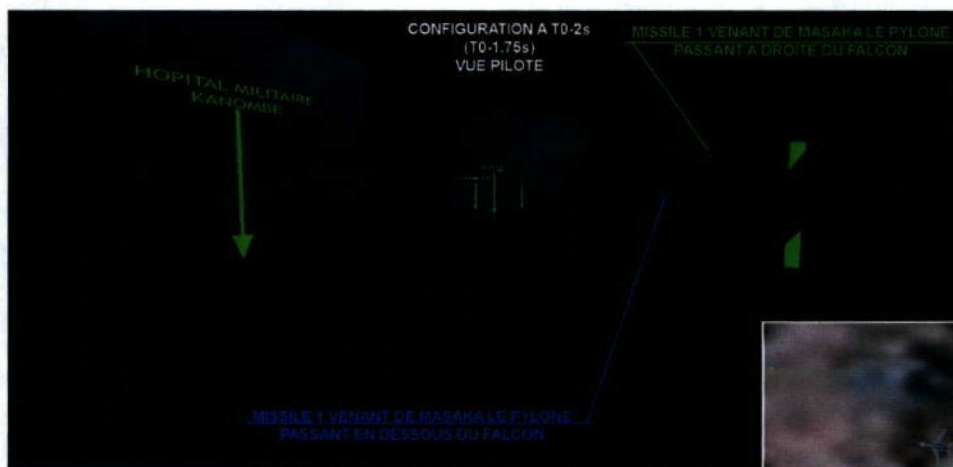 CONFIGURATION A T0-2s
(T0-1.75s)
VUE PILOTE
MISSILE 1 VENANT DE MASAKA LE PYLONE
PASSANT A DROITE DU FALCON
HOPITAL MILITAIRE
KANOMBE
MISSILE 1 VENANT DE MASAKA LE PYLONE
PASSANT EN DESSOUS DU FALCON